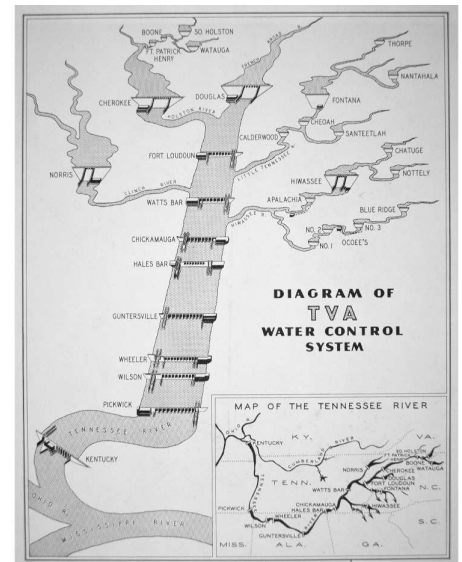 BOONE
SO. HOLSTON
FT. PATRICK
HENRY
WATAUGA
THORPE
FRENCH BROAD R.
NANTAHALA
CHEROKEE
DOUGLAS
FONTANA
HOLSTON RIVER
CHEOAH
CALDERWOOD
SANTEETLAH
FORT LOUDOUN
LITTLE TENNESSEE R.
CHATUGE
NORRIS
HIWASSEE
NOTTELY
CLINCH RIVER
APALACHIA
WATTS BAR
HIWASSEE R.
BLUE RIDGE
NO. 2
NO. 3
OCOEE'S
CHICKAMAUGA
NO. 1
HALES BAR
DIAGRAM OF
TVA
WATER CONTROL
SYSTEM
GUNTERSVILLE
WHEELER
WILSON
PICKWICK
TENNESSEE RIVER
KENTUCKY
OHIO
MISSISSIPPI RIVER
MAP OF THE TENNESSEE RIVER
OHIO R.
KENTUCKY
KY.
VA.
CUMBERLAND RIVER
SO. HOLSTON
FT. PATRICK
HENRY
BOONE
WATAUGA
NORRIS
CHEROKEE
DOUGLAS
TENN.
FORT LOUDOUN
N.C.
WATTS BAR
FONTANA
TENNESSEE
CHICKAMAUGA
HIWASSEE
PICKWICK
HALES BAR
WHEELER
RIVER
S.C.
WILSON
GUNTERSVILLE
MISS.
ALA.
GA.